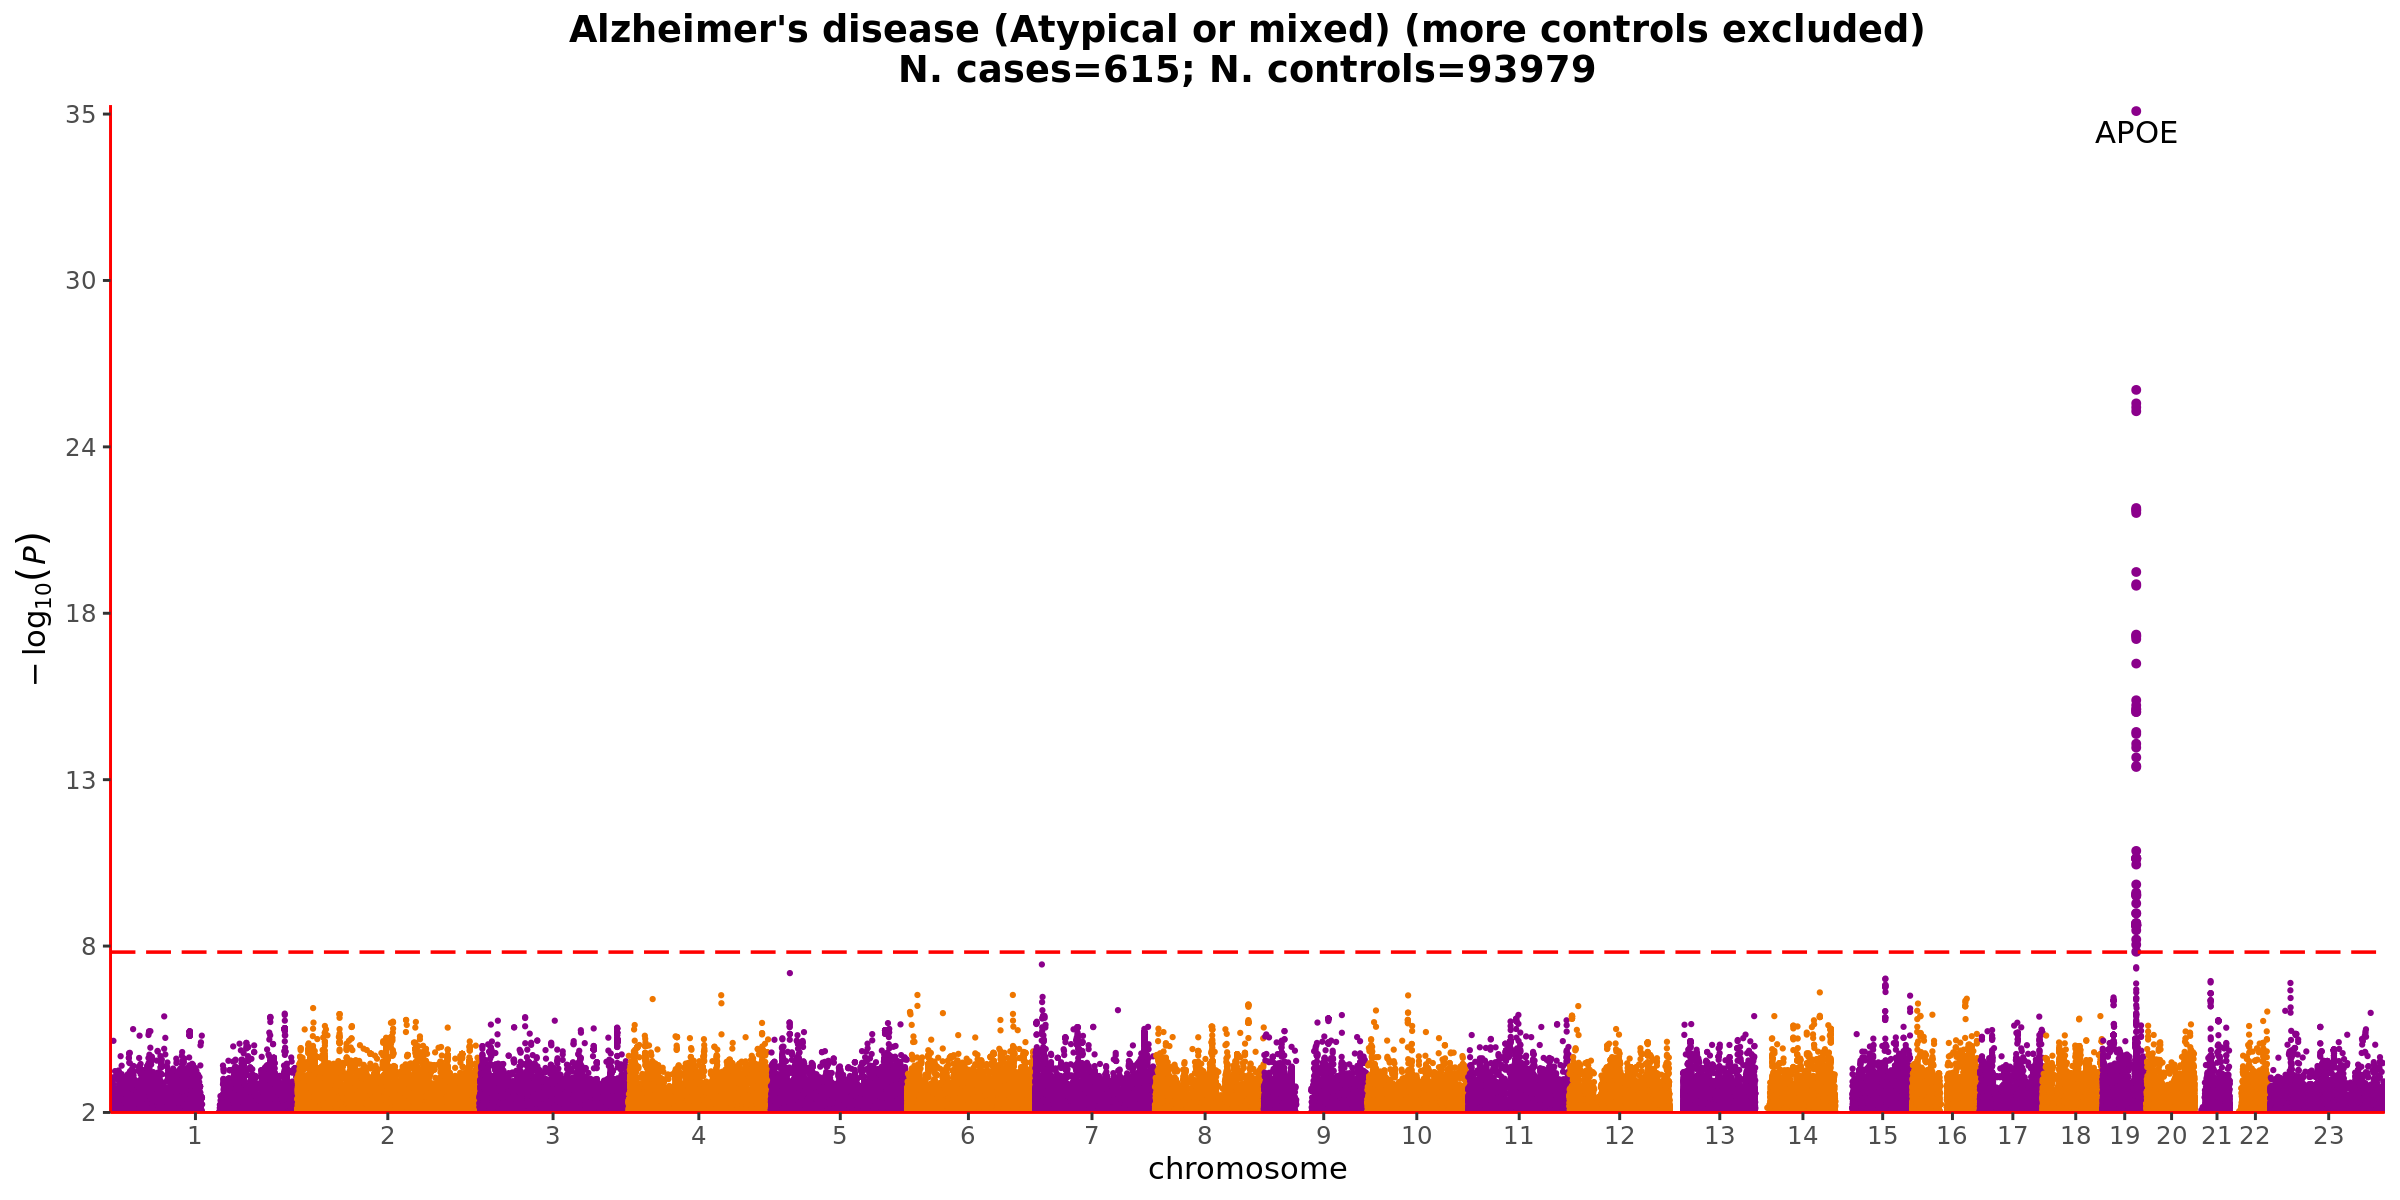 Alzheimer's disease (Atypical or mixed) (more controls excluded)
N. cases=615; N. controls=93979
35
APOE
30
24
18
13
8
2
− log₁₀(P)
1 2 3 4 5 6 7 8 9 10 11 12 13 14 15 16 17 18 19 20 21 22 23
chromosome